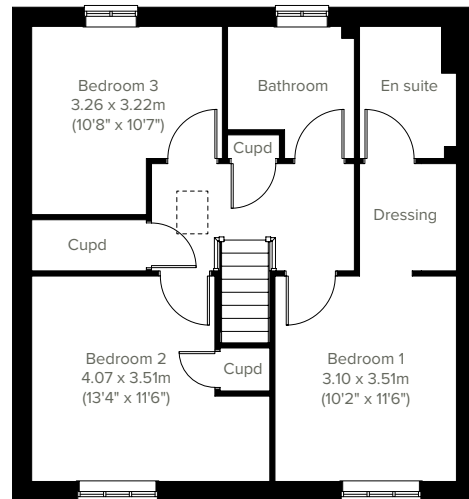 Bedroom 3
3.26 x 3.22m
(10'8" x 10'7")
Bathroom
En suite
Cupd
Dressing
Cupd
Bedroom 2
4.07 x 3.51m
(13'4" x 11'6")
Cupd
Bedroom 1
3.10 x 3.51m
(10'2" x 11'6")